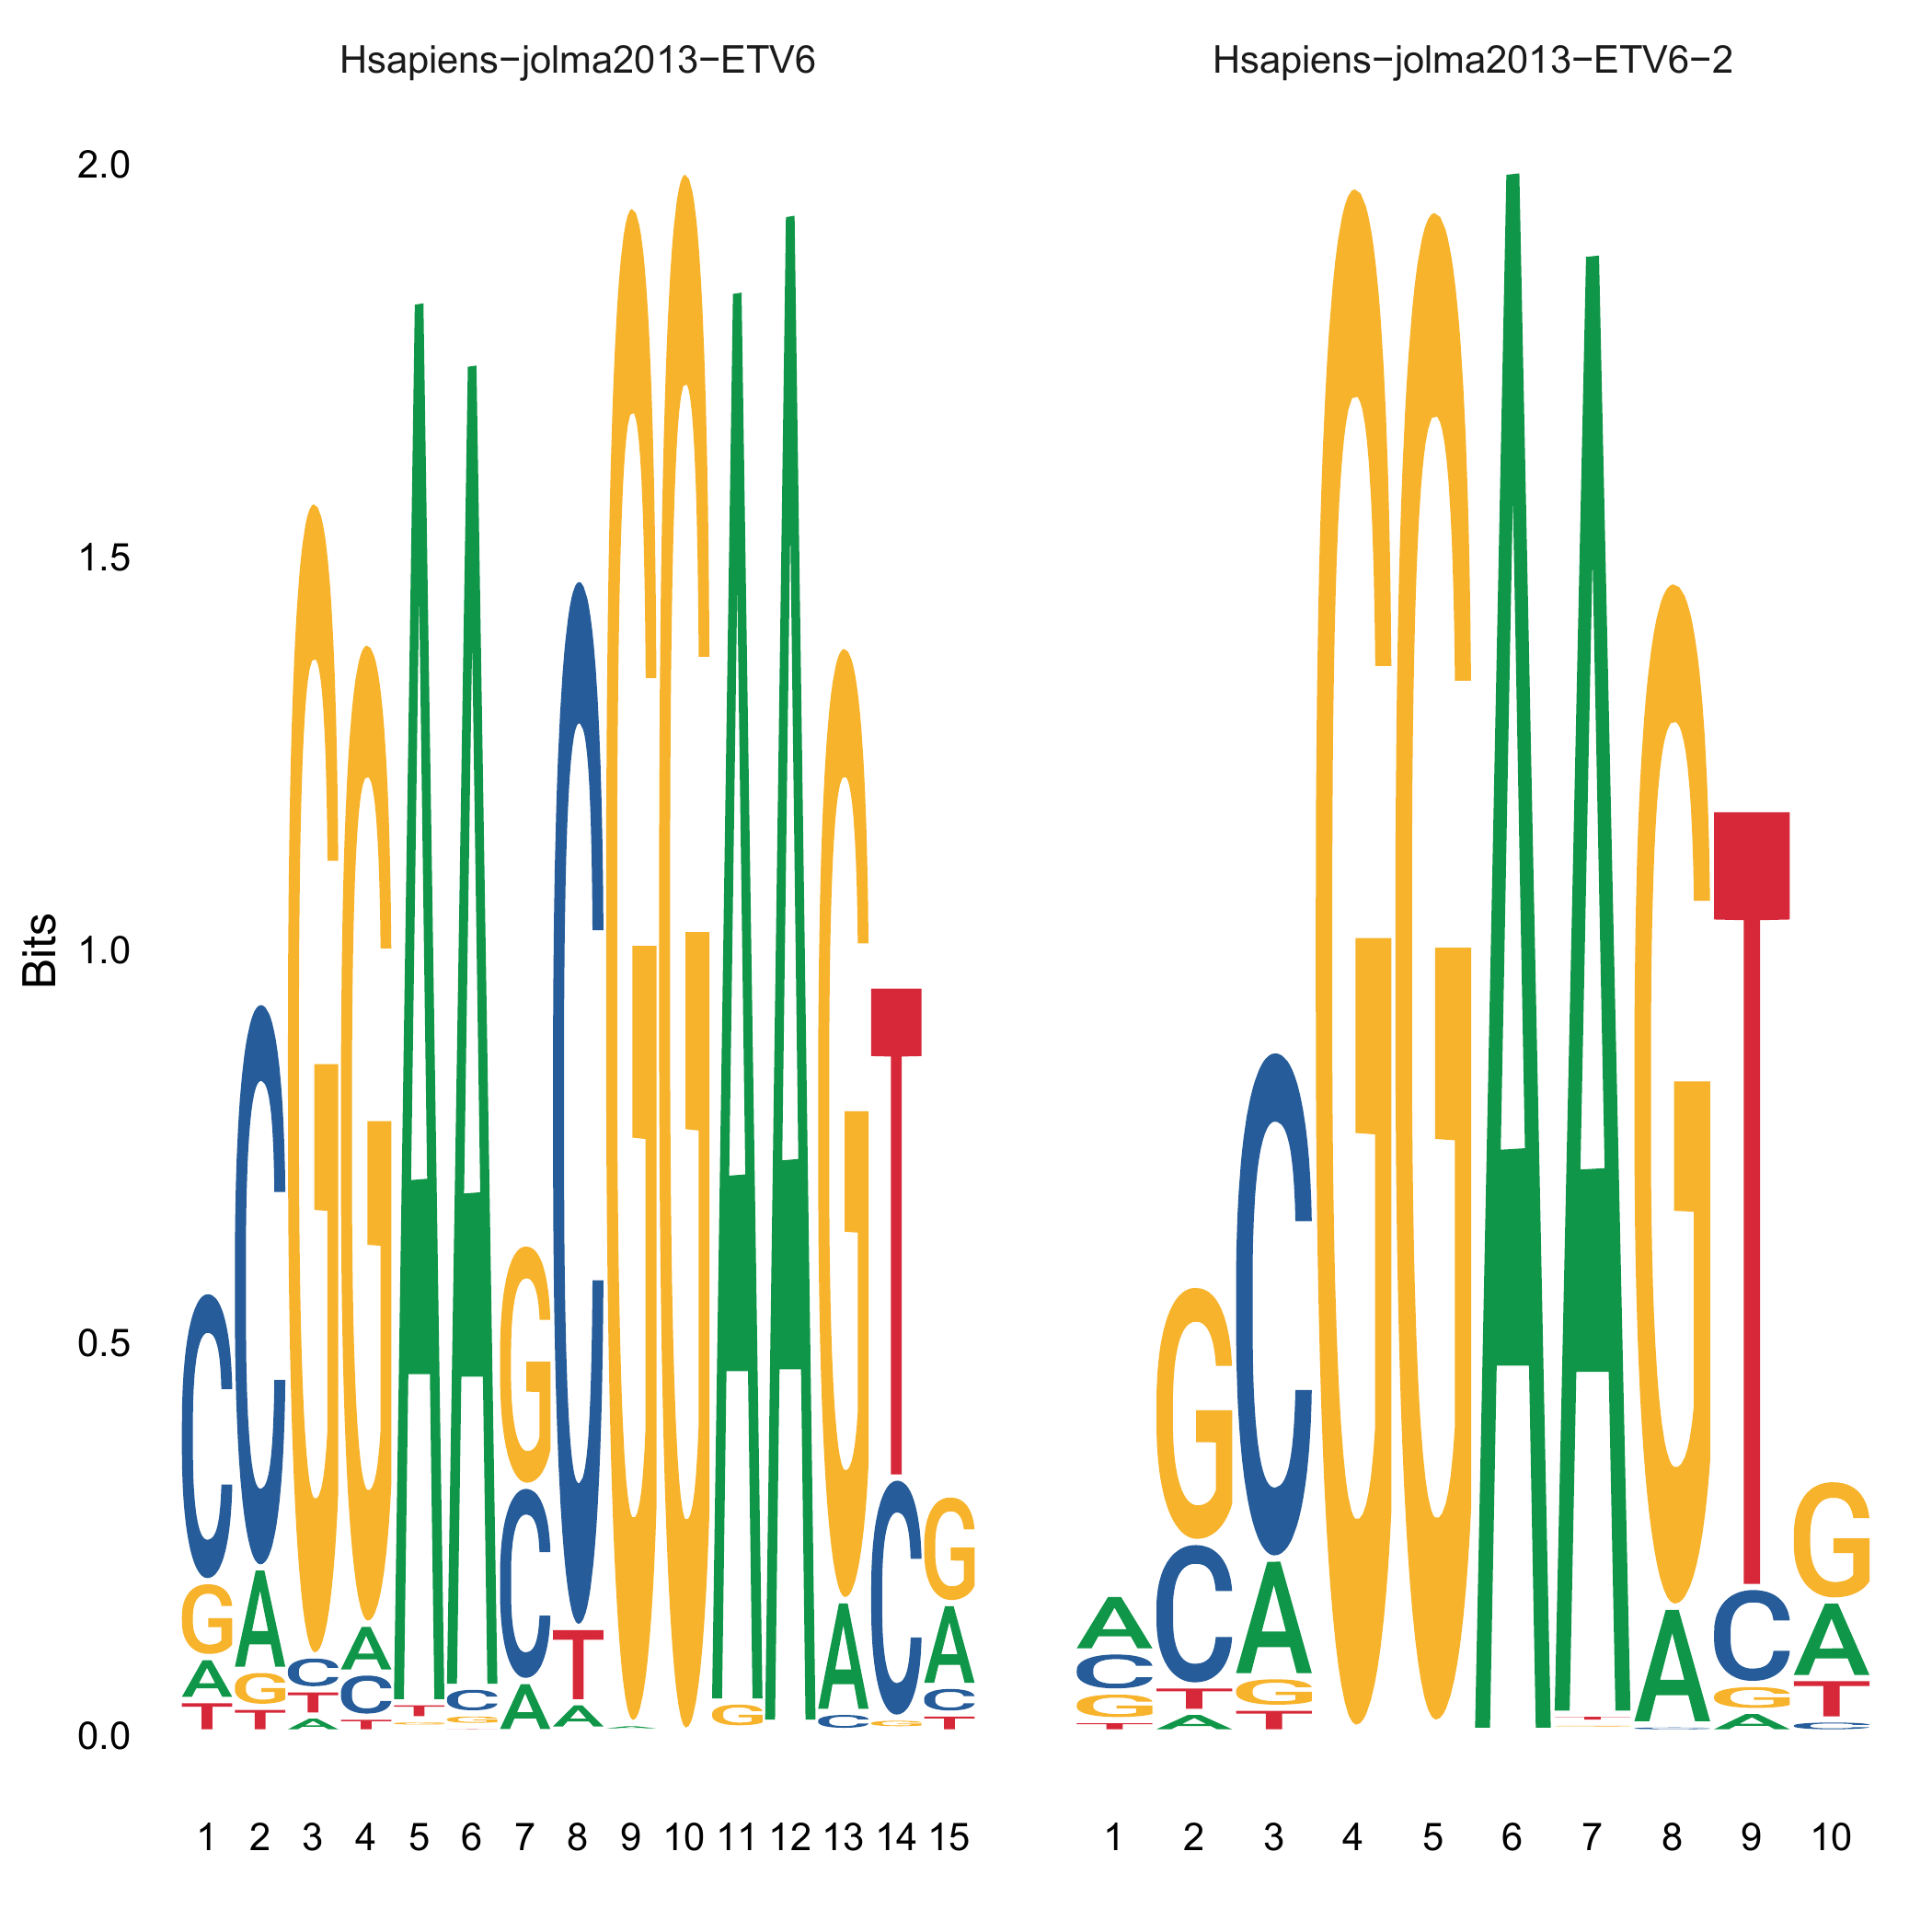 Hsapiens−jolma2013−ETV6
Hsapiens−jolma2013−ETV6−2
2.0
1.5
1.0
0.5
0.0
Bits
C C G G A A G C G G A A G T G
G A C A T C C T A G A C A
A G T C G G A A C G C
T T A T T
A G C G G A A G T G
C C A T A C A
G T G G T
T A T A C
1 2 3 4 5 6 7 8 9 10 11 12 13 14 15
1 2 3 4 5 6 7 8 9 10